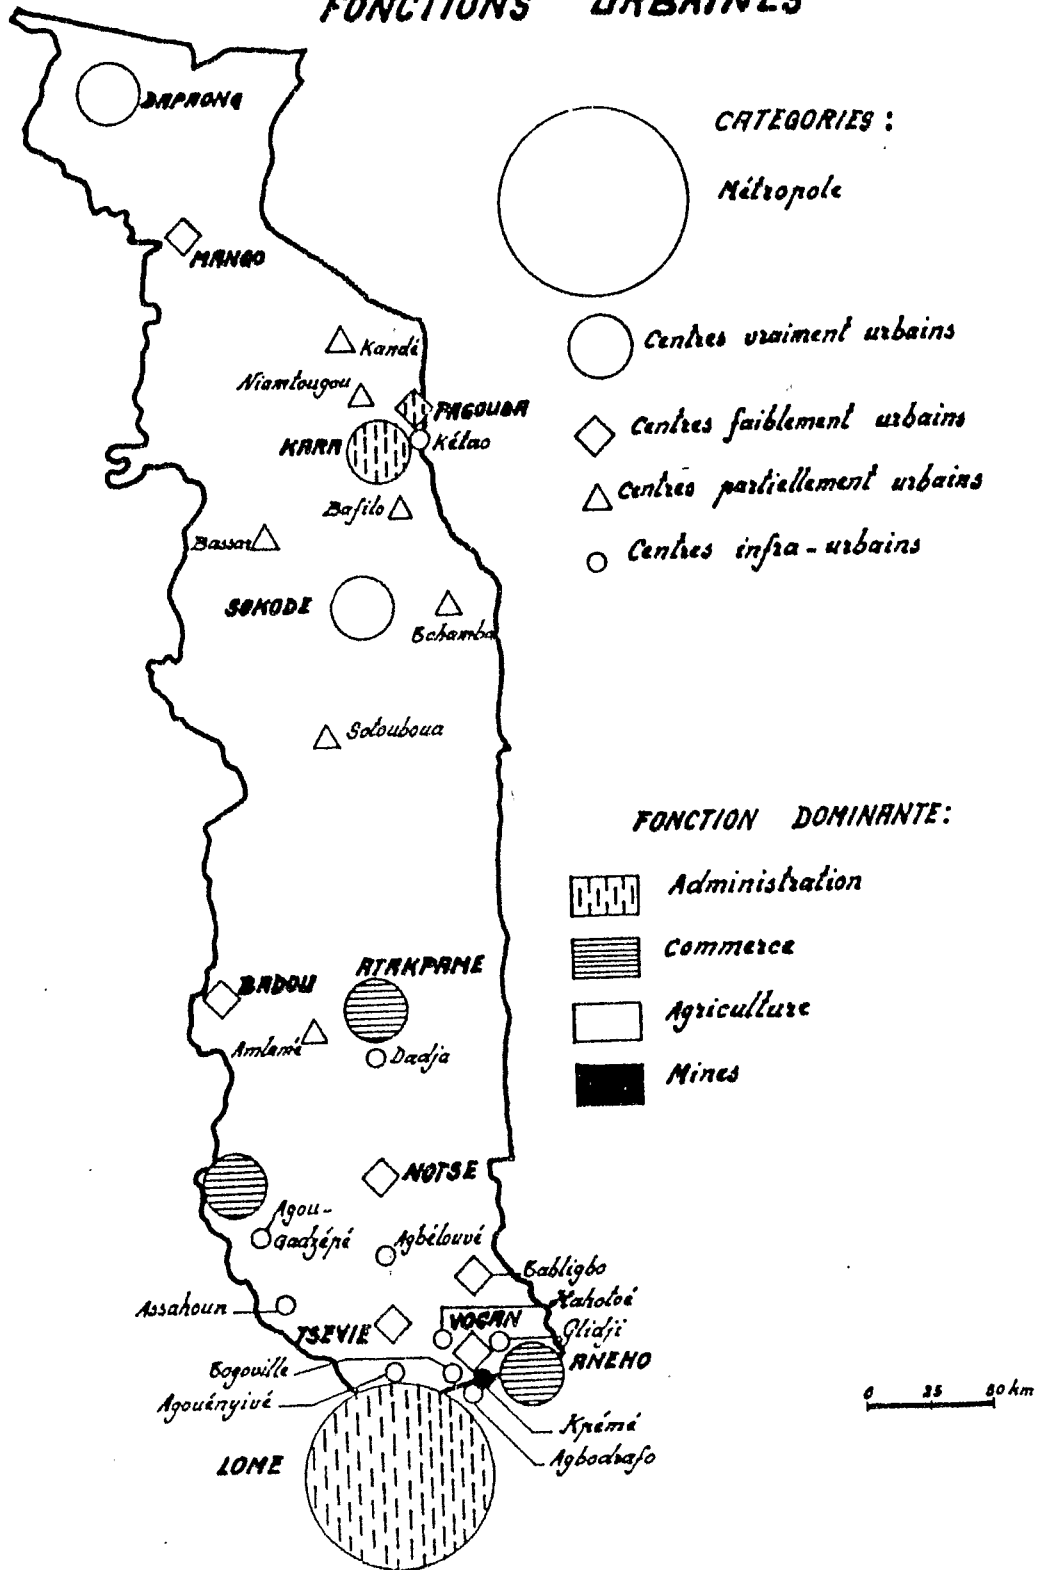 FONCTIONS URBAINES
DAPAONG
CATEGORIES :
Métropole
MANGO
Kandé
Centres vraiment urbains
Niamtougou
PAGOUDA
Centres faiblement urbains
KARA
Kétao
Centres partiellement urbains
Bafilo
Bassar
Centres infra-urbains
SOKODE
Tchamba
Sotouboua
FONCTION DOMINANTE :
Administration
Commerce
ATAKPAME
BADOU
Agriculture
Amlamé
Dadja
Mines
NOTSE
Agou-
Gadzépé
Agbélouvé
Tabligbo
Assahoun
Hahotoé
VOGAN
TSEVIE
Glidji
ANEHO
Togoville
Agouényivé
0 25 50 km
Kpémé
Agbodrafo
LOME